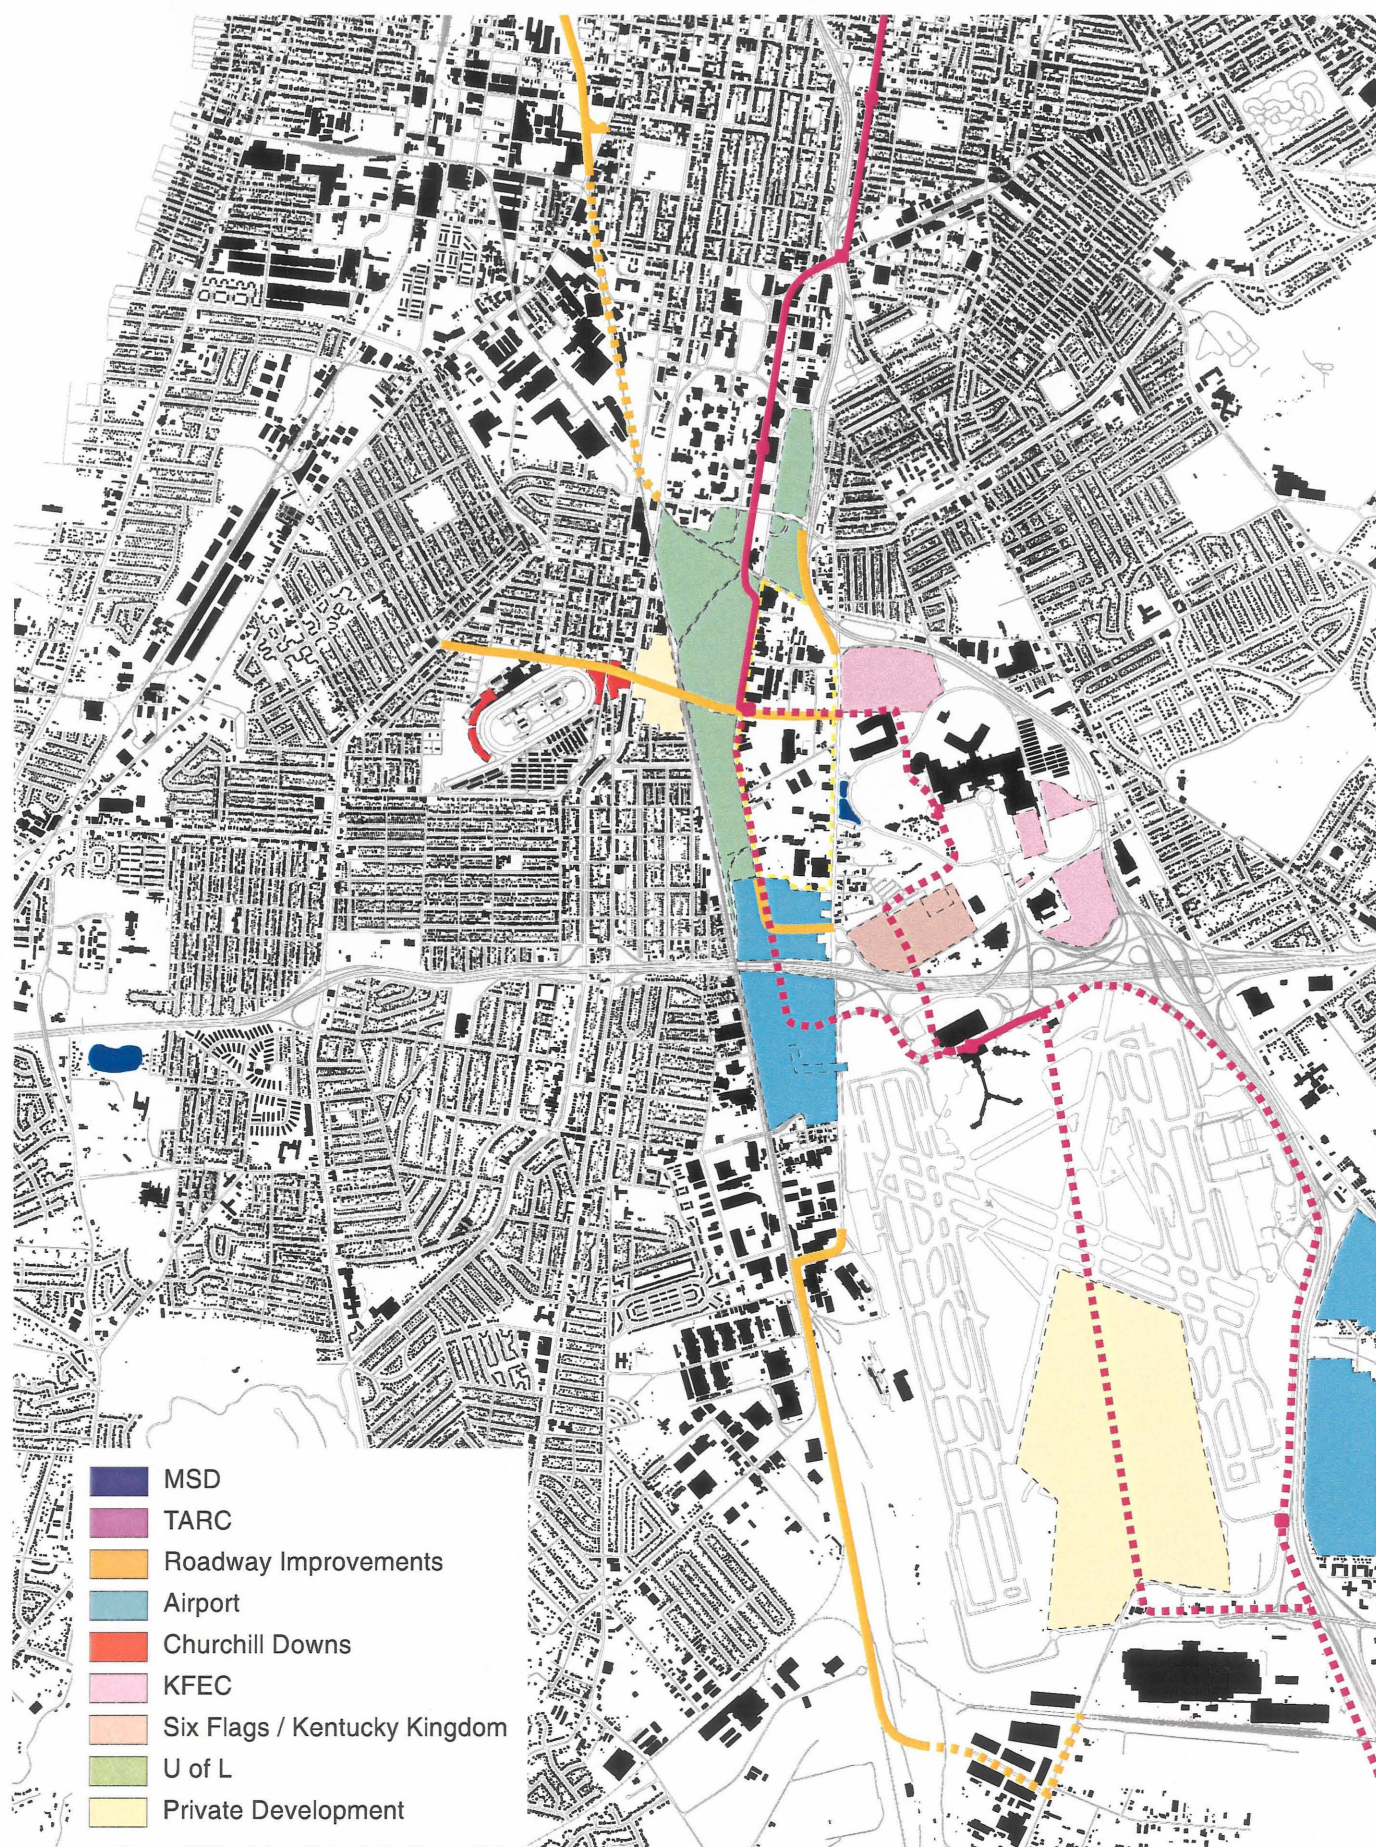 MSD
TARC
Roadway Improvements
Airport
Churchill Downs
KFEC
Six Flags / Kentucky Kingdom
U of L
Private Development